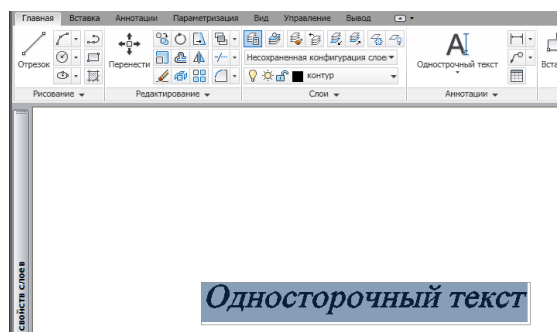 Главная Вставка Аннотации Параметризация Вид Управление Вывод
Несохраненная конфигурация слое
Отрезок Перенести Одностročный текст Вста
контур
Рисование Редактирование Слои Аннотации
свойств слоев
Односторочный текст